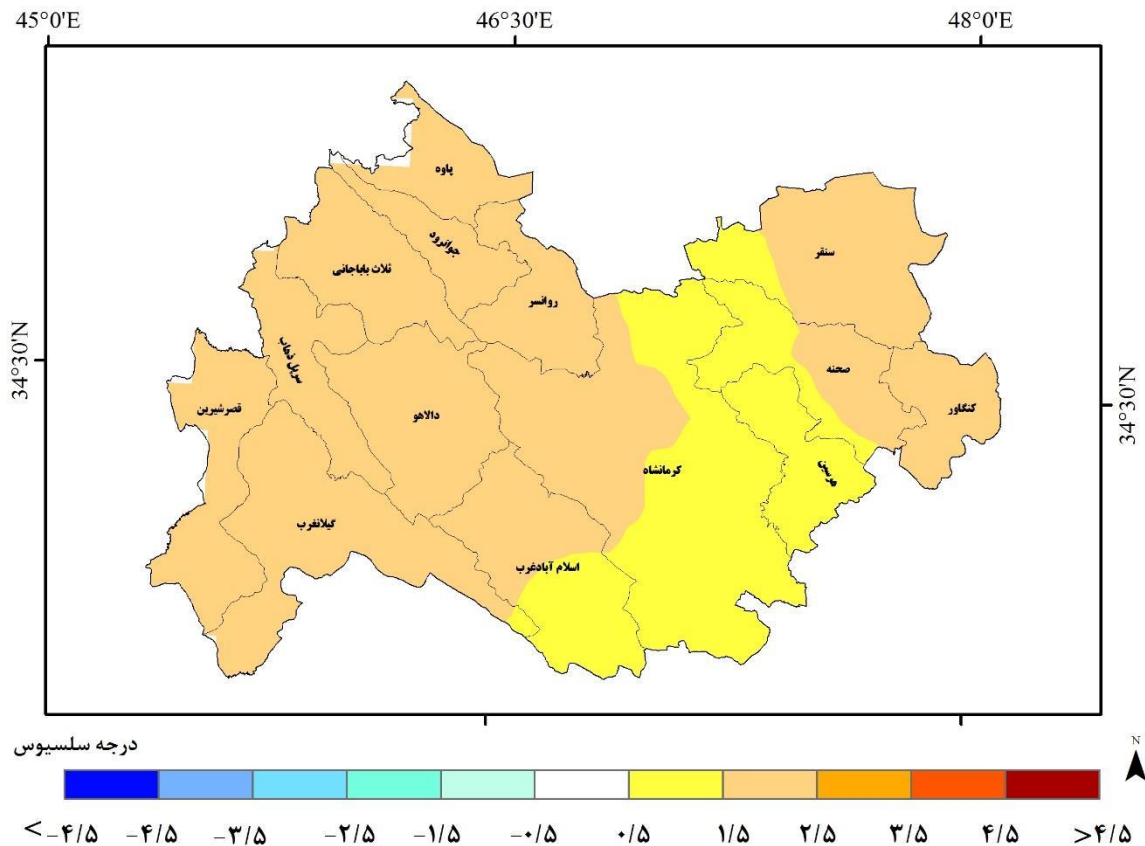 45°0'E 46°30'E 48°0'E
پاوه
جوانرود
سنقر
ثلاث باباجانی
روانسر
34°30'N
سرپل ذهاب
صحنه
کنگاور
34°30'N
قصرشیرین
دالاهو
کرمانشاه
هرسین
گیلانغرب
اسلام آبادغرب
درجه سلسیوس
N
< -۴/۵ -۴/۵ -۳/۵ -۲/۵ -۱/۵ -۰/۵ ۰/۵ ۱/۵ ۲/۵ ۳/۵ ۴/۵ >۴/۵